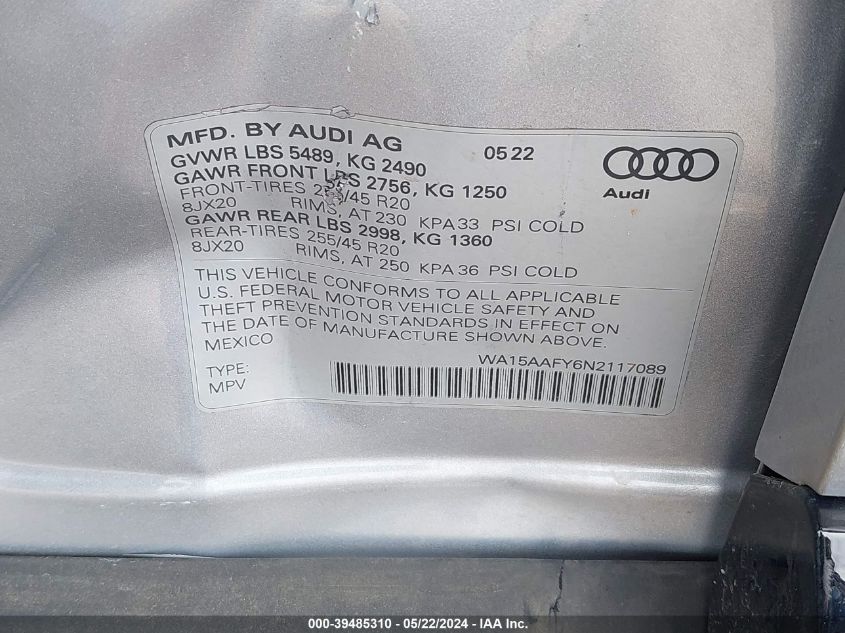 MFD. BY AUDI AG 05 22
GVWR LBS 5489, KG 2490
GAWR FRONT LBS 2756, KG 1250
FRONT-TIRES 255/45 R20
8JX20 RIMS, AT 230 KPA 33 PSI COLD
GAWR REAR LBS 2998, KG 1360
REAR-TIRES 255/45 R20
8JX20 RIMS, AT 250 KPA 36 PSI COLD
Audi
THIS VEHICLE CONFORMS TO ALL APPLICABLE
U.S. FEDERAL MOTOR VEHICLE SAFETY AND
THEFT PREVENTION STANDARDS IN EFFECT ON
THE DATE OF MANUFACTURE SHOWN ABOVE.
MEXICO
WA15AAFY6N2117089
TYPE:
MPV
000-39485310 / 05/22/2024 — IAA Inc.